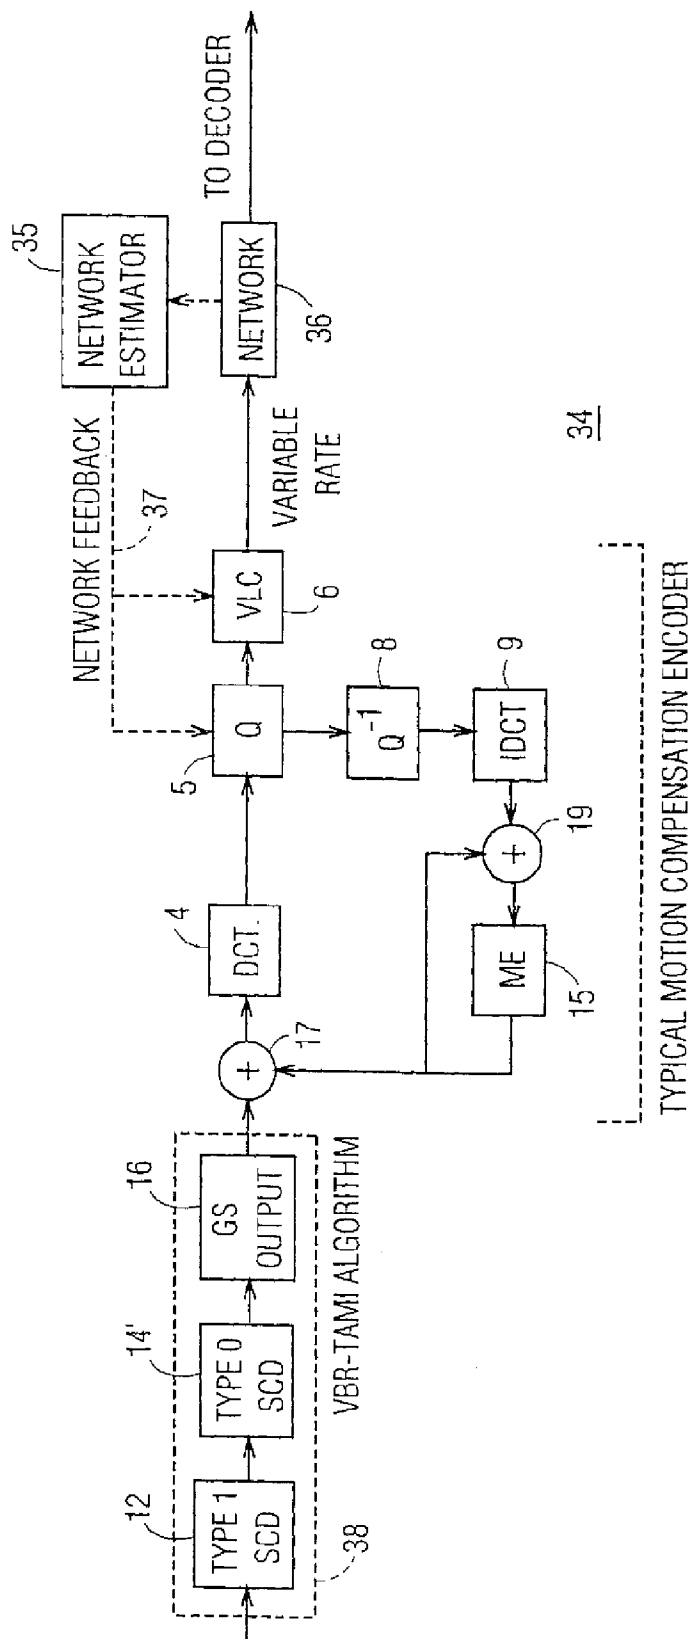 35
NETWORK
ESTIMATOR
NETWORK FEEDBACK
37
TO DECODER
NETWORK
36
VARIABLE
RATE
VLC
6
Q
5
Q⁻¹
8
IDCT
9
+
19
ME
15
DCT.
4
+
17
16
GS
OUTPUT
14'
TYPE 0
SCD
12
TYPE 1
SCD
38
VBR-TAMI ALGORITHM
34
TYPICAL MOTION COMPENSATION ENCODER